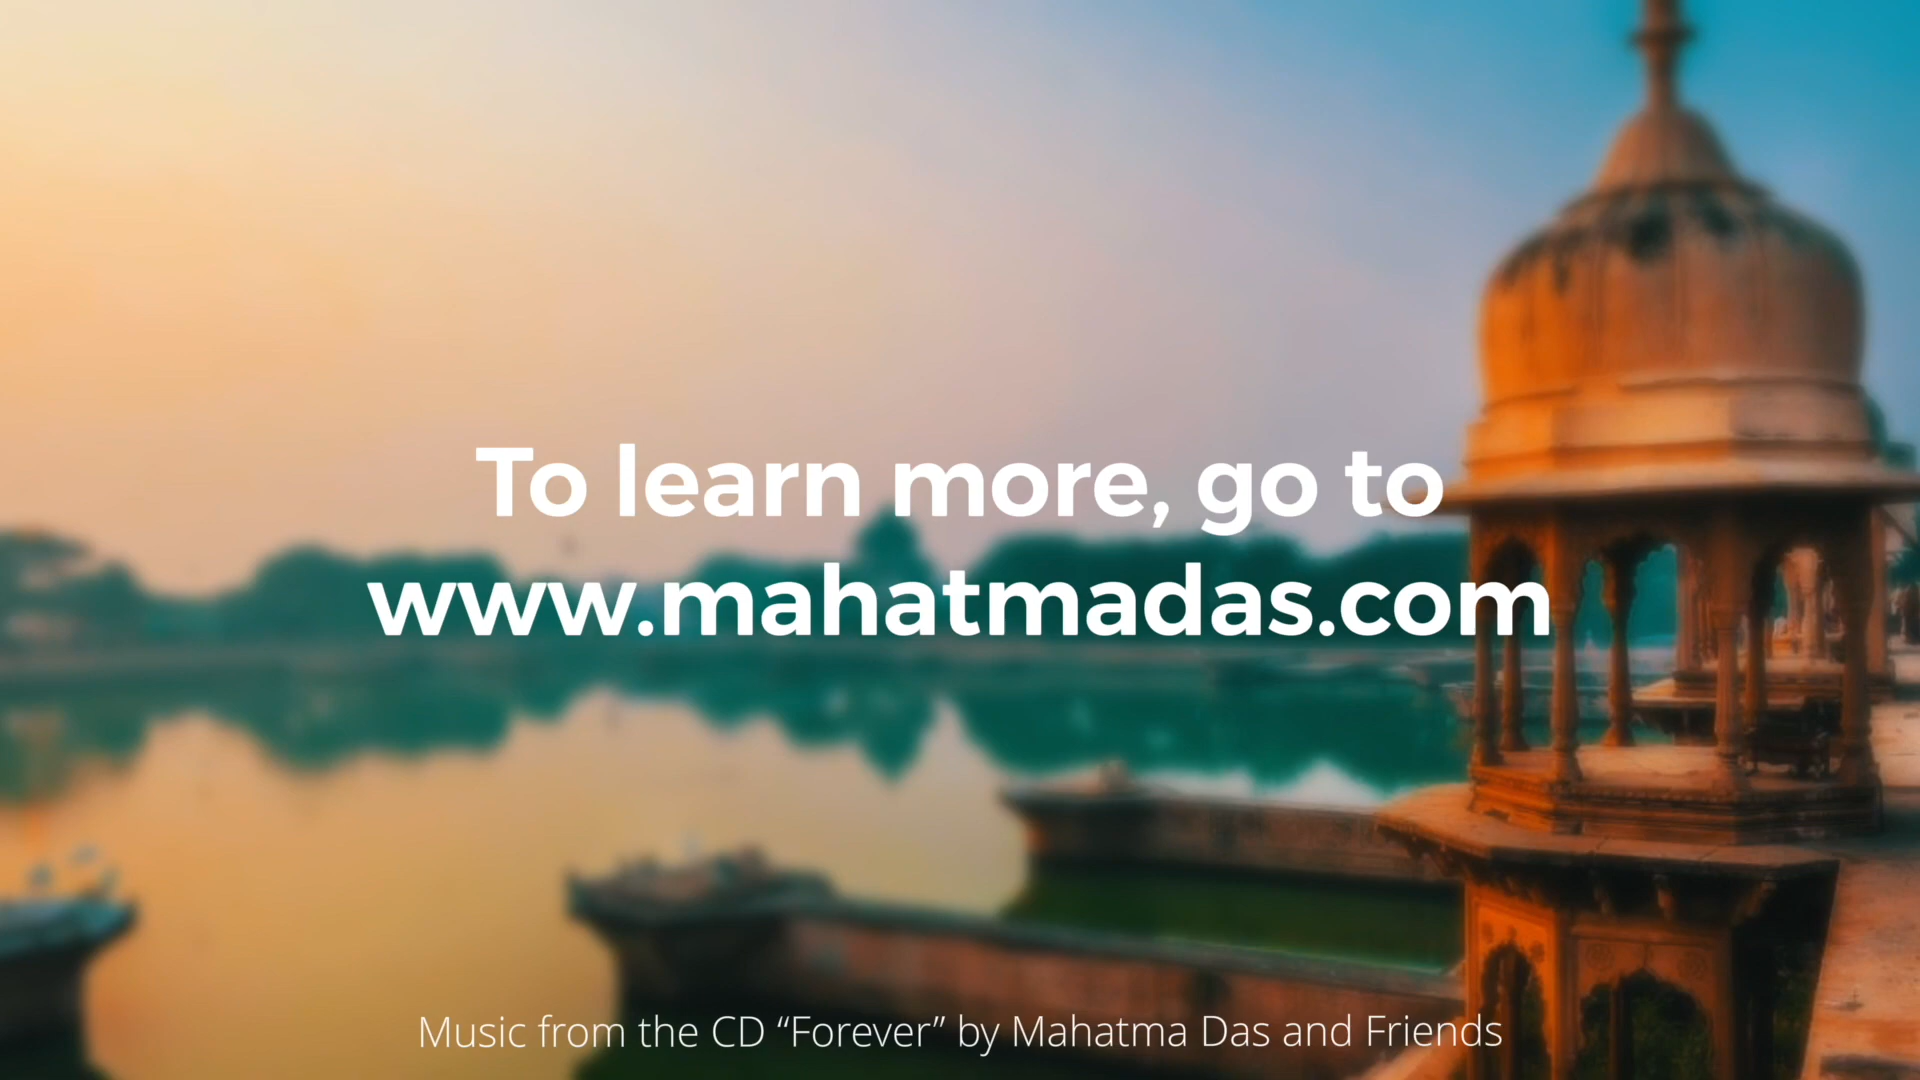 To learn more, go to
www.mahatmadas.com
Music from the CD “Forever” by Mahatma Das and Friends